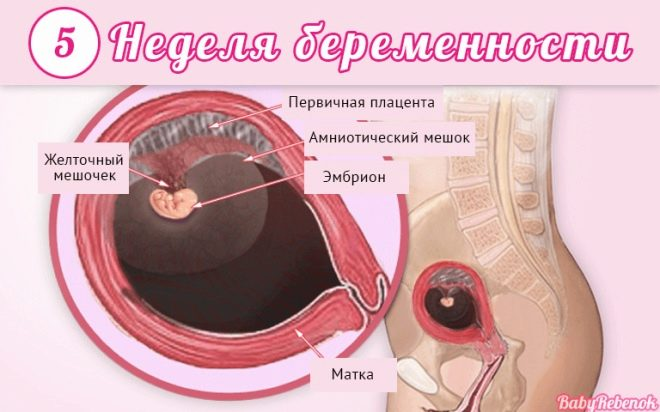 5 Неделя беременности
Первичная плацента
Амниотический мешок
Желточный
мешочек
Эмбрион
Матка
BabyRebenok